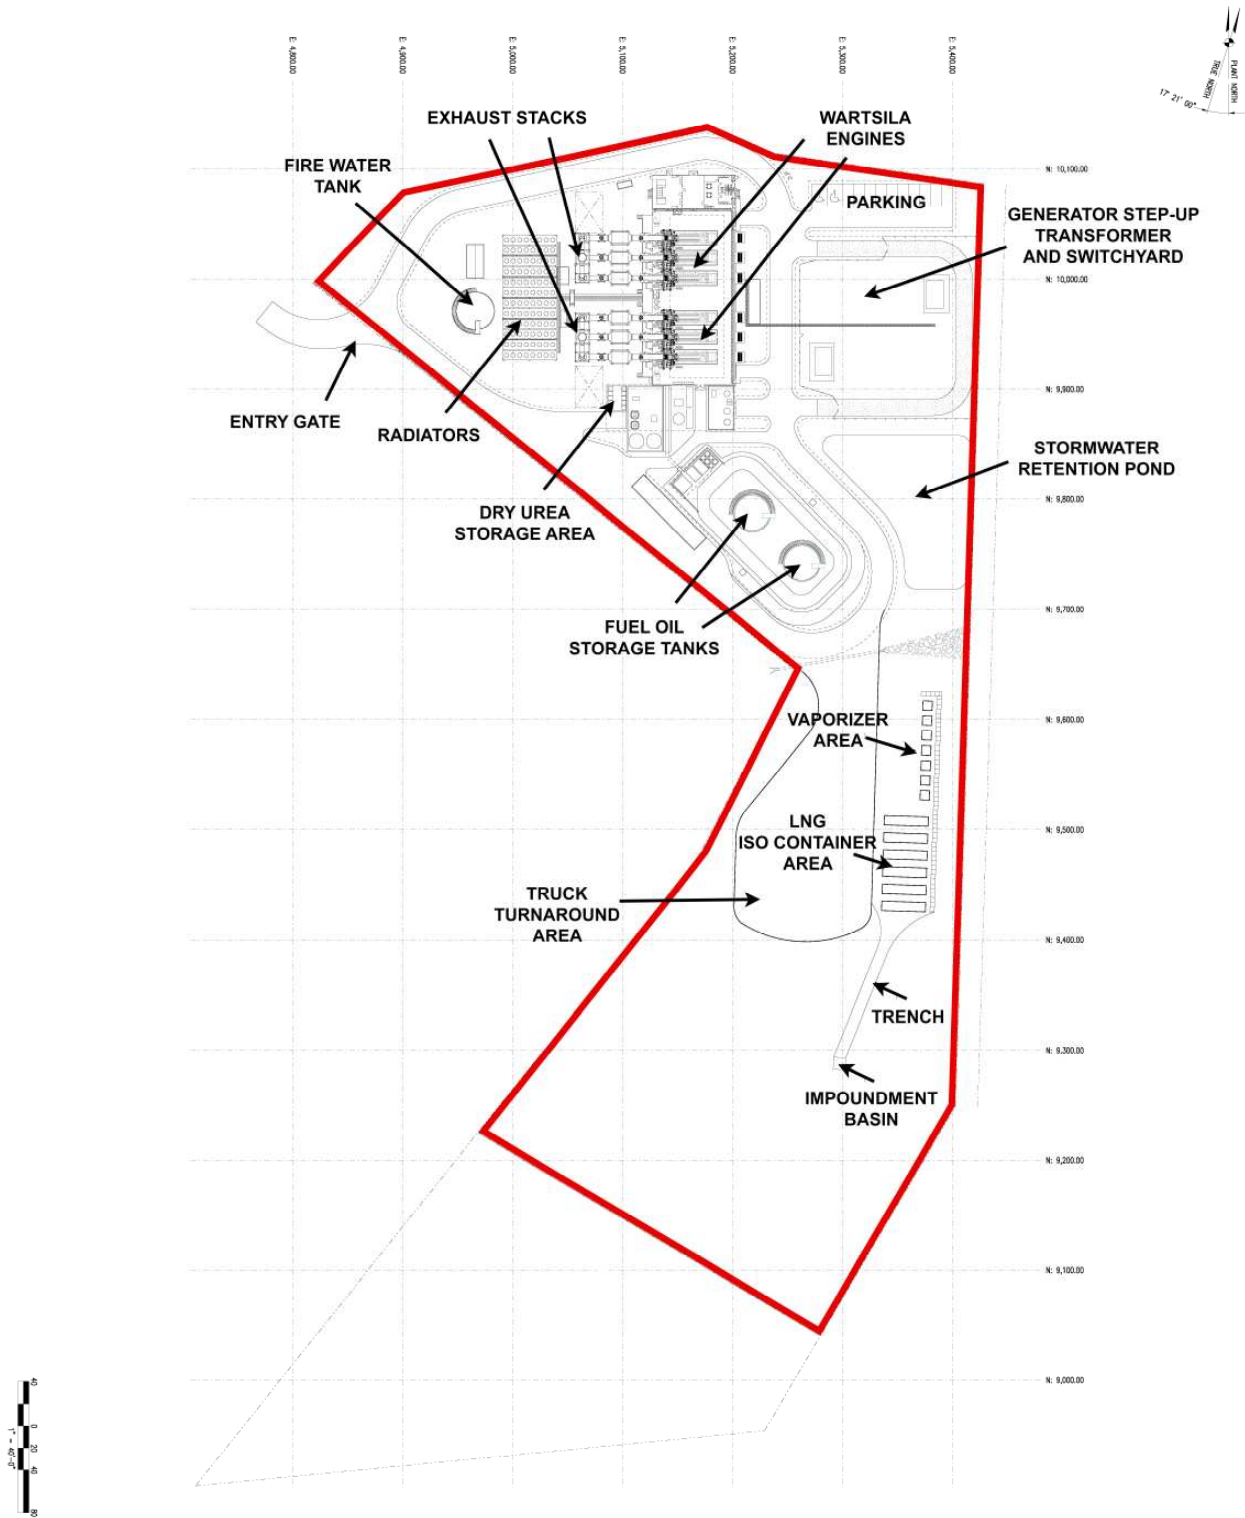 PLANT NORTH
TRUE NORTH
17° 21' 00"
E: 4,800.00
E: 4,900.00
E: 5,000.00
E: 5,100.00
E: 5,200.00
E: 5,300.00
E: 5,400.00
EXHAUST STACKS
WARTSILA
ENGINES
FIRE WATER
TANK
N: 10,100.00
PARKING
GENERATOR STEP-UP
TRANSFORMER
AND SWITCHYARD
N: 10,000.00
N: 9,900.00
ENTRY GATE
RADIATORS
STORMWATER
RETENTION POND
N: 9,800.00
DRY UREA
STORAGE AREA
N: 9,700.00
FUEL OIL
STORAGE TANKS
N: 9,600.00
VAPORIZER
AREA
N: 9,500.00
LNG
ISO CONTAINER
AREA
TRUCK
TURNAROUND
AREA
N: 9,400.00
TRENCH
N: 9,300.00
IMPOUNDMENT
BASIN
N: 9,200.00
N: 9,100.00
N: 9,000.00
40
0
20
40
80
1" = 40'-0"